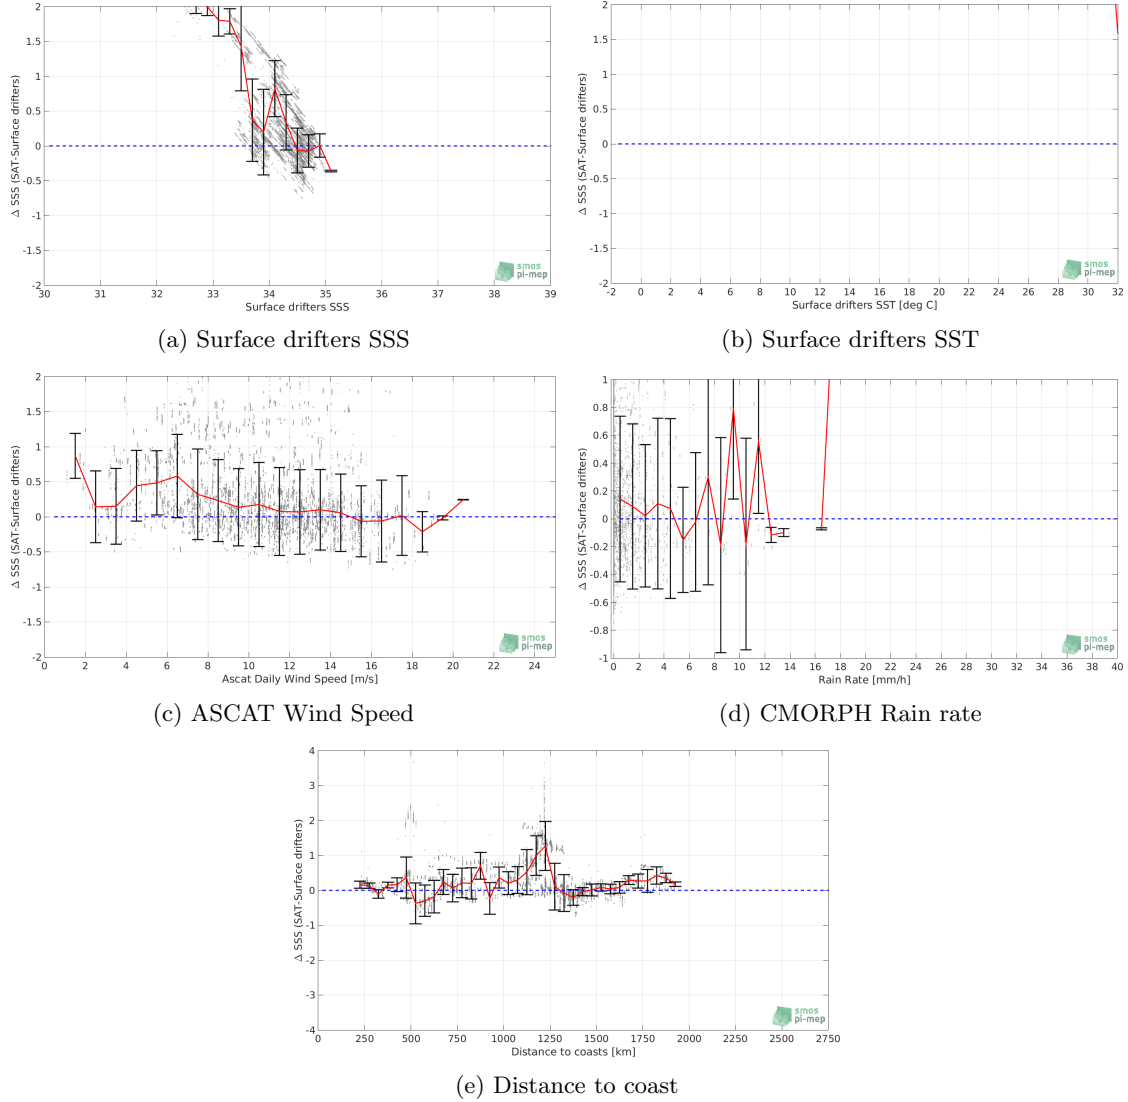 2
1.5
1
0.5
0
-0.5
-1
-1.5
-2
Δ SSS (SAT-Surface drifters)
30 31 32 33 34 35 36 37 38 39
Surface drifters SSS
smos
pi-mep
(a) Surface drifters SSS
2
1.5
1
0.5
0
-0.5
-1
-1.5
-2
Δ SSS (SAT-Surface drifters)
-2 0 2 4 6 8 10 12 14 16 18 20 22 24 26 28 30 32
Surface drifters SST [deg C]
smos
pi-mep
(b) Surface drifters SST
2
1.5
1
0.5
0
-0.5
-1
-1.5
-2
Δ SSS (SAT-Surface drifters)
0 2 4 6 8 10 12 14 16 18 20 22 24
Ascat Daily Wind Speed [m/s]
smos
pi-mep
(c) ASCAT Wind Speed
1
0.8
0.6
0.4
0.2
0
-0.2
-0.4
-0.6
-0.8
-1
Δ SSS (SAT-Surface drifters)
0 2 4 6 8 10 12 14 16 18 20 22 24 26 28 30 32 34 36 38 40
Rain Rate [mm/h]
smos
pi-mep
(d) CMORPH Rain rate
4
3
2
1
0
-1
-2
-3
-4
Δ SSS (SAT-Surface drifters)
0 250 500 750 1000 1250 1500 1750 2000 2250 2500 2750
Distance to coasts [km]
smos
pi-mep
(e) Distance to coast